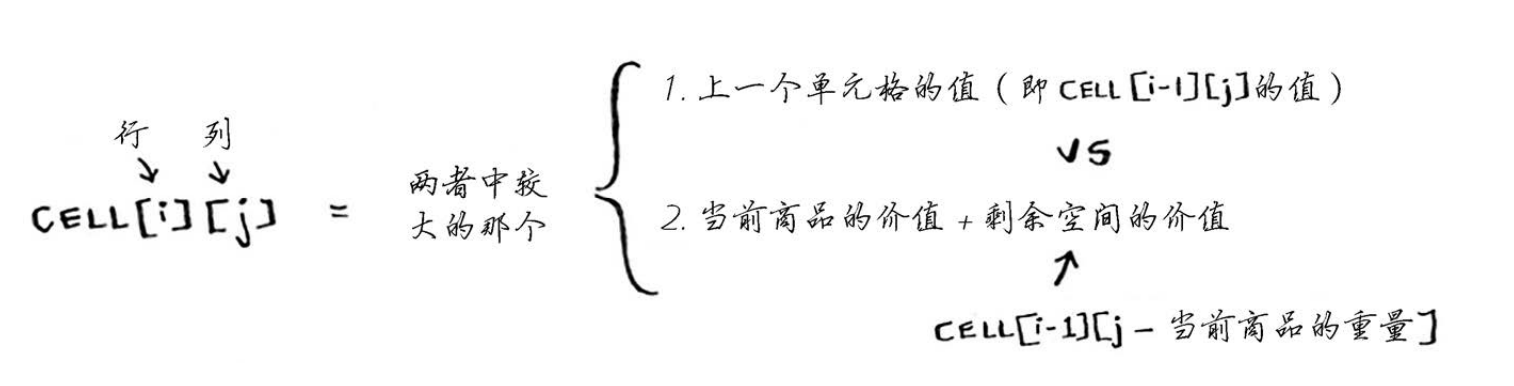 1. 上一个单元格的值（即 CELL[i-1][j]的值）
行 列
VS
CELL[i][j] = 两者中较
大的那个
2. 当前商品的价值 + 剩余空间的价值
CELL[i-1][j - 当前商品的重量]